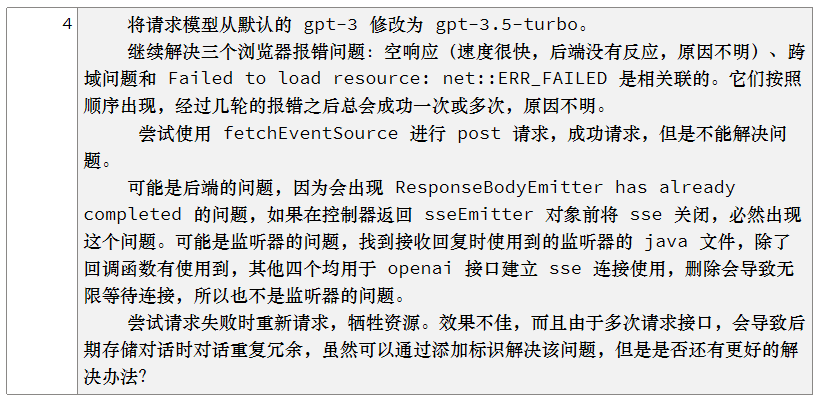 4
将请求模型从默认的 gpt-3 修改为 gpt-3.5-turbo。
继续解决三个浏览器报错问题：空响应（速度很快，后端没有反应，原因不明）、跨
域问题和 Failed to load resource: net::ERR_FAILED 是相关联的。它们按照
顺序出现，经过几轮的报错之后总会成功一次或多次，原因不明。
尝试使用 fetchEventSource 进行 post 请求，成功请求，但是不能解决问
题。
可能是后端的问题，因为会出现 ResponseBodyEmitter has already
completed 的问题，如果在控制器返回 sseEmitter 对象前将 sse 关闭，必然出现
这个问题。可能是监听器的问题，找到接收回复时使用到的监听器的 java 文件，除了
回调函数有使用到，其他四个均用于 openai 接口建立 sse 连接使用，删除会导致无
限等待连接，所以也不是监听器的问题。
尝试请求失败时重新请求，牺牲资源。效果不佳，而且由于多次请求接口，会导致后
期存储对话时对话重复冗余，虽然可以通过添加标识解决该问题，但是是否还有更好的解
决办法？